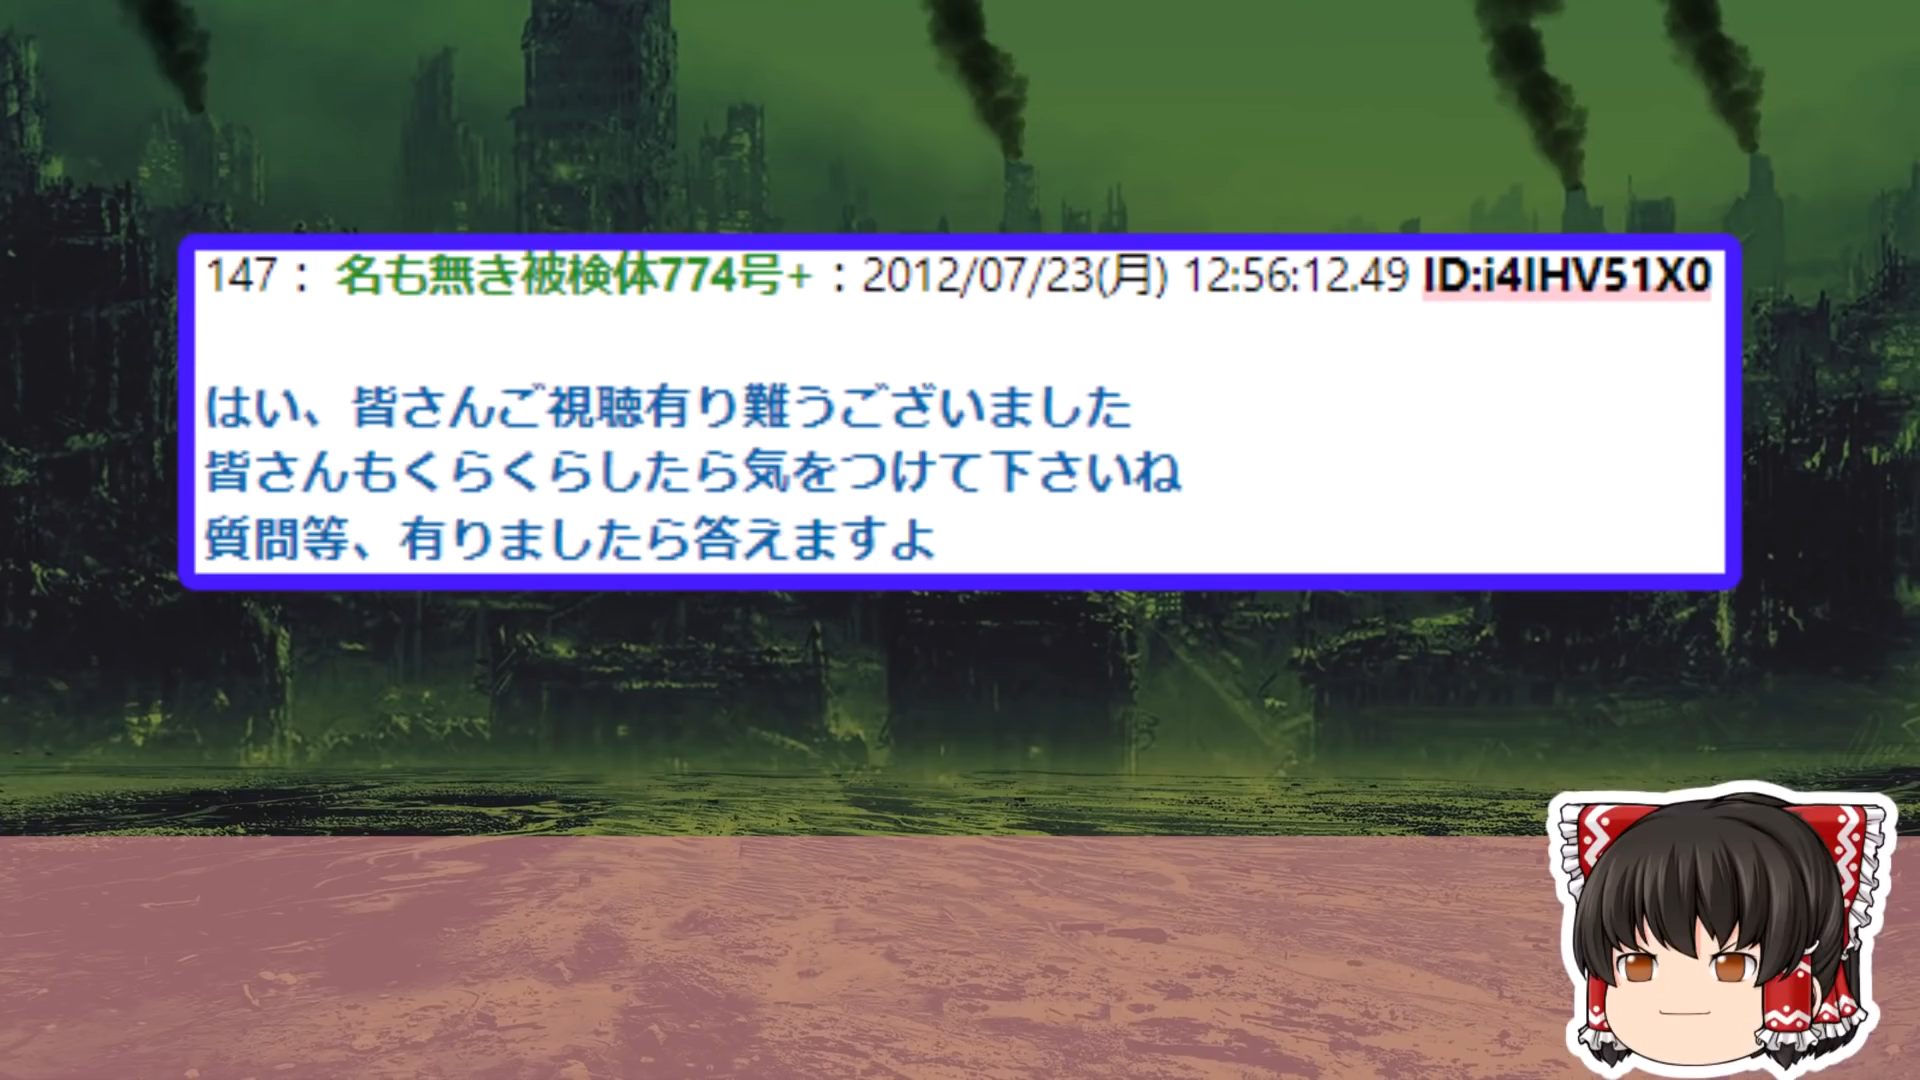 147： 名も無き被検体774号+ ：2012/07/23(月) 12:56:12.49 ID:i4IHV51X0
はい、皆さんご視聴有り難うございました
皆さんもくらくらしたら気をつけて下さいね
質問等、有りましたら答えますよ